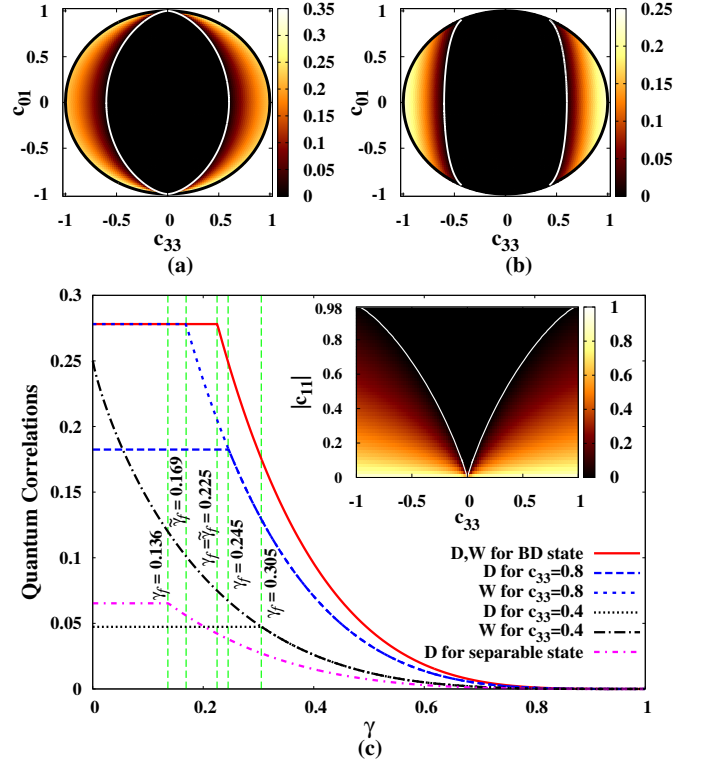 1
0.5
0
-0.5
-1
c01
-1 -0.5 0 0.5 1
c33
(a)
0.35
0.3
0.25
0.2
0.15
0.1
0.05
0
1
0.5
0
-0.5
-1
c01
-1 -0.5 0 0.5 1
c33
(b)
0.25
0.2
0.15
0.1
0.05
0
0.3
0.25
0.2
0.15
0.1
0.05
0
Quantum Correlations
0 0.2 0.4 0.6 0.8 1
γ
(c)
γf = 0.136
γ̃f = 0.169
γf = γ̃f = 0.225
γf = 0.245
γf = 0.305
0.98
0.8
0.6
0.4
0.2
0
|c11|
-1 -0.5 0 0.5 1
c33
1
0.8
0.6
0.4
0.2
0
D,W for BD state
D for c33=0.8
W for c33=0.8
D for c33=0.4
W for c33=0.4
D for separable state